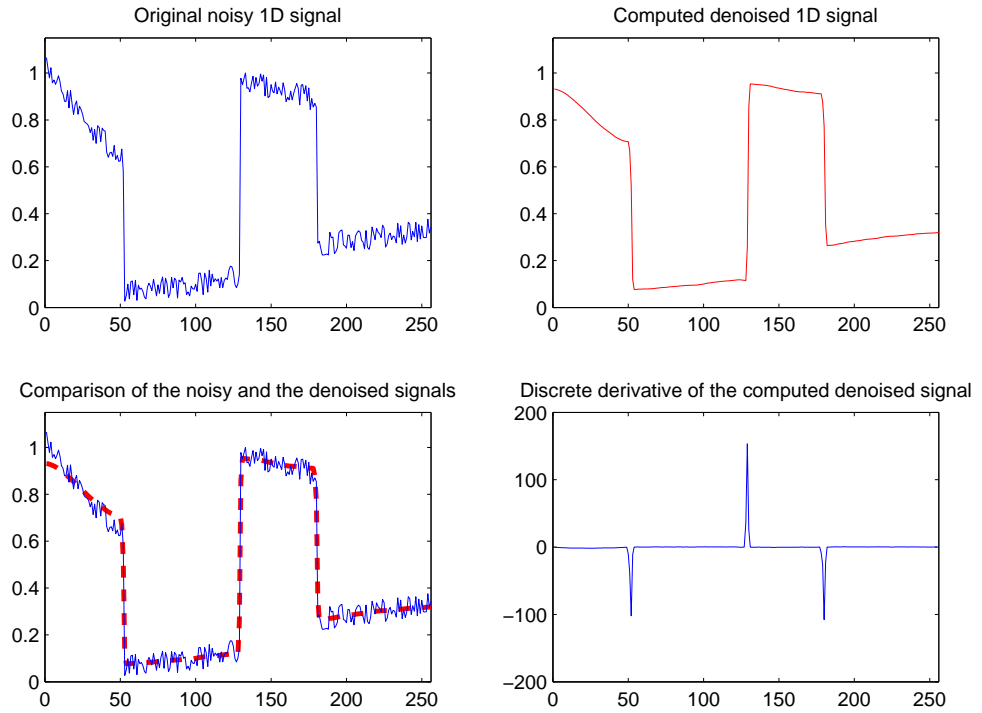 Original noisy 1D signal
1
0.8
0.6
0.4
0.2
0
0 50 100 150 200 250
Computed denoised 1D signal
1
0.8
0.6
0.4
0.2
0
0 50 100 150 200 250
Comparison of the noisy and the denoised signals
1
0.8
0.6
0.4
0.2
0
0 50 100 150 200 250
Discrete derivative of the computed denoised signal
200
100
0
−100
−200
0 50 100 150 200 250